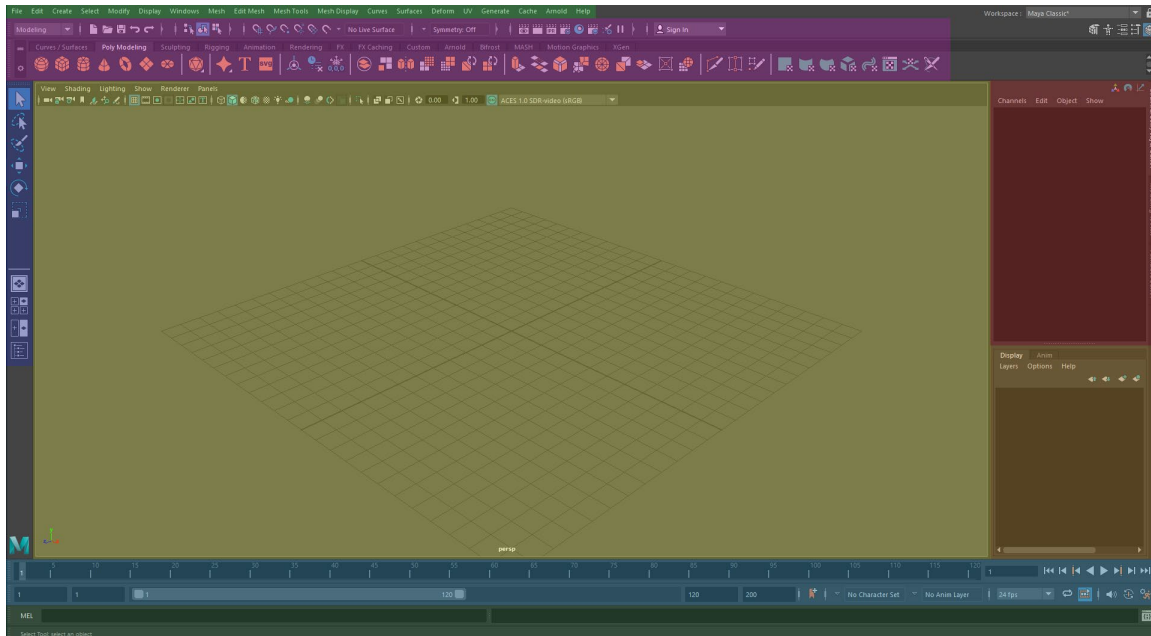 File Edit Create Select Modify Display Windows Mesh Edit Mesh Mesh Tools Mesh Display Curves Surfaces Deform UV Generate Cache Arnold Help Workspace: Maya Classic*
Modeling No Live Surface Symmetry: Off Sign In
Curves / Surfaces Poly Modeling Sculpting Rigging Animation Rendering FX FX Caching Custom Arnold Bifrost MASH Motion Graphics XGen
View Shading Lighting Show Renderer Panels
0.00 1.00 ACES 1.0 SDR-video (sRGB)
Channels Edit Object Show
Display Anim
Layers Options Help
persp
1 5 10 15 20 25 30 35 40 45 50 55 60 65 70 75 80 85 90 95 100 105 110 115 120 1
1 1 1 120 120 200 No Character Set No Anim Layer 24 fps
MEL
Select Tool: select an object